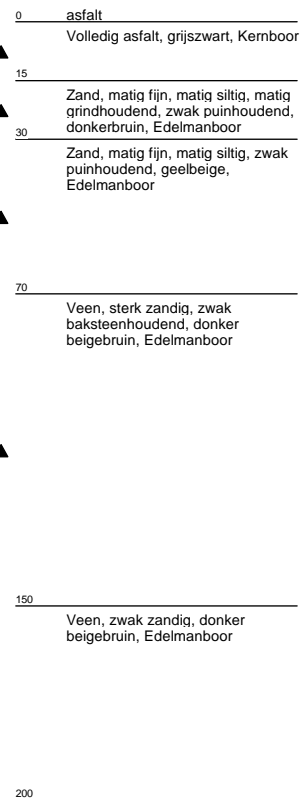 0 asfalt
Volledig asfalt, grijszwart, Kernboor
15
Zand, matig fijn, matig siltig, matig
grindhoudend, zwak puinhoudend,
donkerbruin, Edelmanboor
30
Zand, matig fijn, matig siltig, zwak
puinhoudend, geelbeige,
Edelmanboor
70
Veen, sterk zandig, zwak
baksteenhoudend, donker
beigebruin, Edelmanboor
150
Veen, zwak zandig, donker
beigebruin, Edelmanboor
200